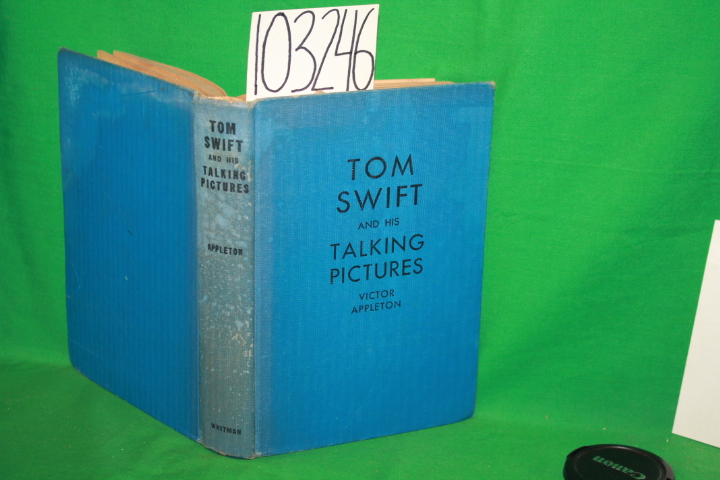 103246
TOM
SWIFT
AND HIS
TALKING
PICTURES
APPLETON
WHITMAN
TOM
SWIFT
AND HIS
TALKING
PICTURES
VICTOR
APPLETON
Canon